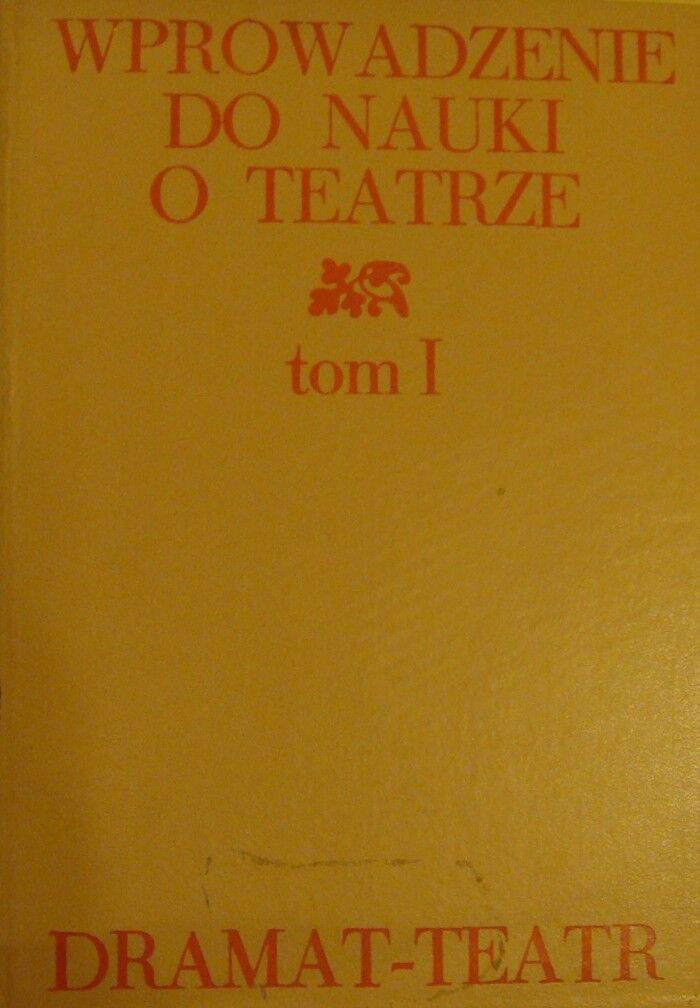 WPROWADZENIE
DO NAUKI
O TEATRZE
tom I
DRAMAT-TEATR